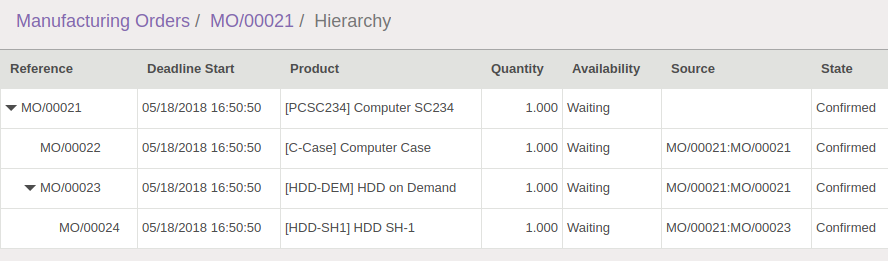 Manufacturing Orders / MO/00021 / Hierarchy
Reference Deadline Start Product Quantity Availability Source State
MO/00021 05/18/2018 16:50:50 [PCSC234] Computer SC234 1.000 Waiting Confirmed
MO/00022 05/18/2018 16:50:50 [C-Case] Computer Case 1.000 Waiting MO/00021:MO/00021 Confirmed
MO/00023 05/18/2018 16:50:50 [HDD-DEM] HDD on Demand 1.000 Waiting MO/00021:MO/00021 Confirmed
MO/00024 05/18/2018 16:50:50 [HDD-SH1] HDD SH-1 1.000 Waiting MO/00021:MO/00023 Confirmed